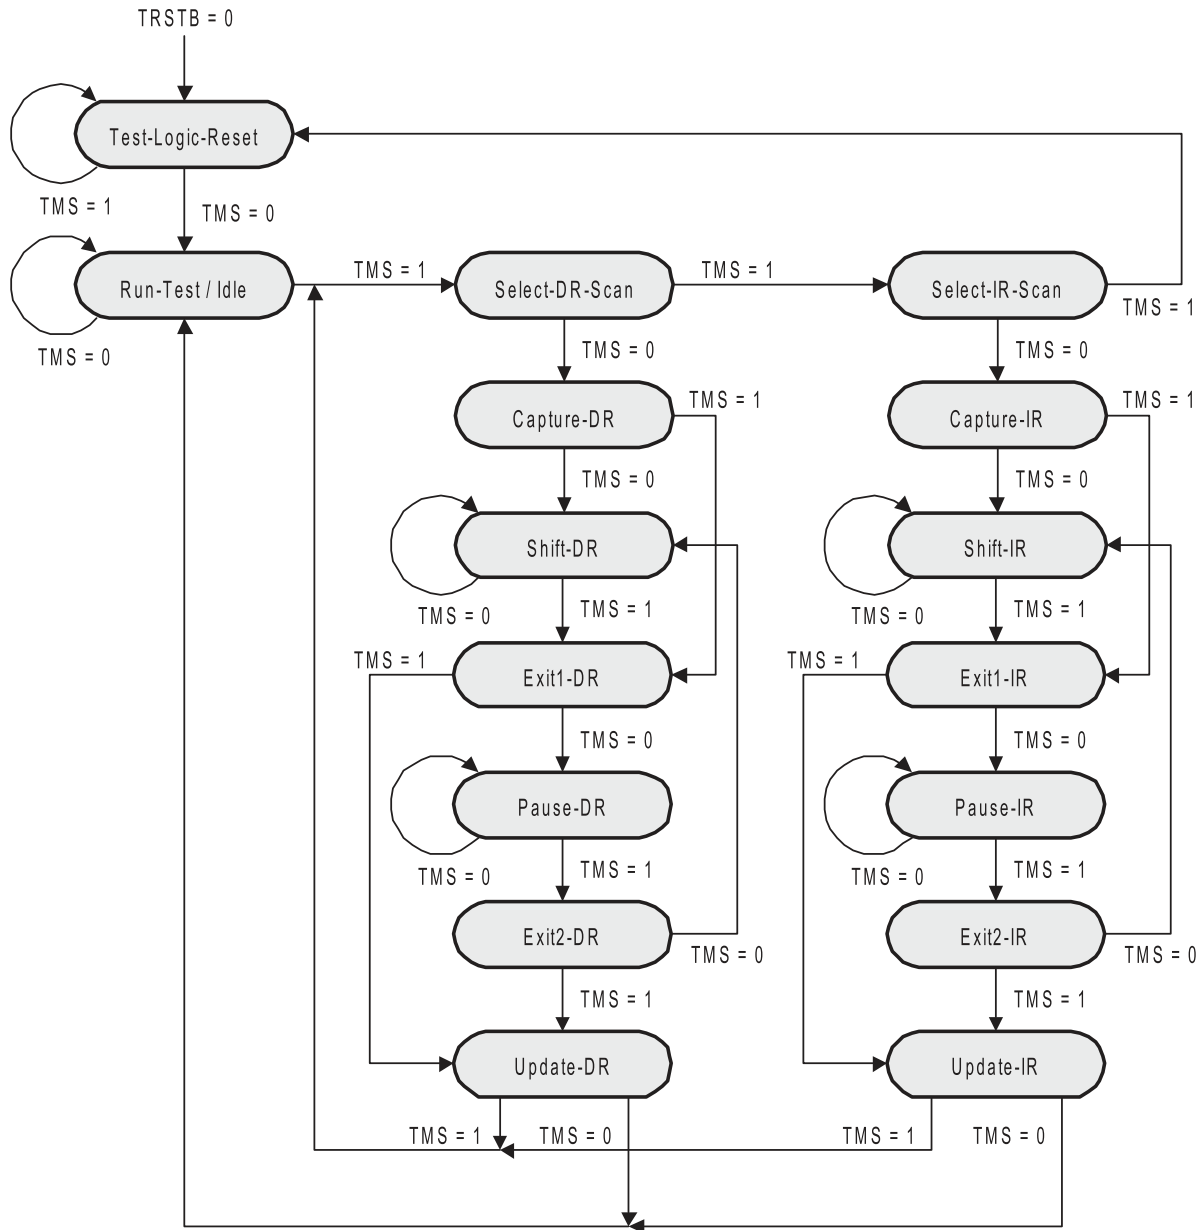 TRSTB = 0
Test-Logic-Reset
TMS = 1
TMS = 0
Run-Test / Idle
TMS = 1
Select-DR-Scan
TMS = 1
Select-IR-Scan
TMS = 1
TMS = 0
TMS = 0
TMS = 0
Capture-DR
TMS = 1
Capture-IR
TMS = 1
TMS = 0
TMS = 0
Shift-DR
Shift-IR
TMS = 0
TMS = 1
TMS = 0
TMS = 1
TMS = 1
Exit1-DR
TMS = 1
Exit1-IR
TMS = 0
TMS = 0
Pause-DR
Pause-IR
TMS = 0
TMS = 1
TMS = 0
TMS = 1
Exit2-DR
TMS = 0
Exit2-IR
TMS = 0
TMS = 1
TMS = 1
Update-DR
Update-IR
TMS = 1
TMS = 0
TMS = 1
TMS = 0